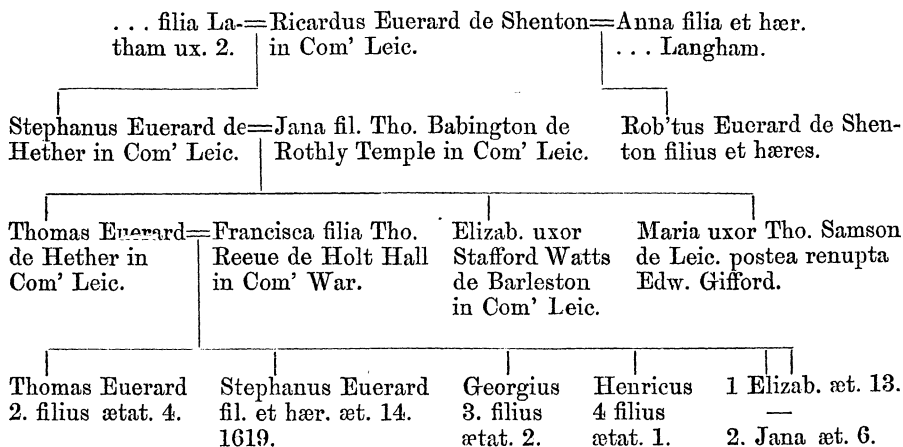 . . . filia La-
tham ux. 2.
Ricardus Euerard de Shenton
in Com' Leic.
Anna filia et hær.
. . . Langham.
Stephanus Euerard de
Hether in Com' Leic.
Jana fil. Tho. Babington de
Rothly Temple in Com' Leic.
Rob'tus Euerard de Shen-
ton filius et hæres.
Thomas Euerard
de Hether in
Com' Leic.
Francisca filia Tho.
Reeue de Holt Hall
in Com' War.
Elizab. uxor
Stafford Watts
de Barleston
in Com' Leic.
Maria uxor Tho. Samson
de Leic. postea renupta
Edw. Gifford.
Thomas Euerard
2. filius ætat. 4.
Stephanus Euerard
fil. et hær. æt. 14.
1619.
Georgius
3. filius
ætat. 2.
Henricus
4 filius
ætat. 1.
1 Elizab. æt. 13.
—
2. Jana æt. 6.